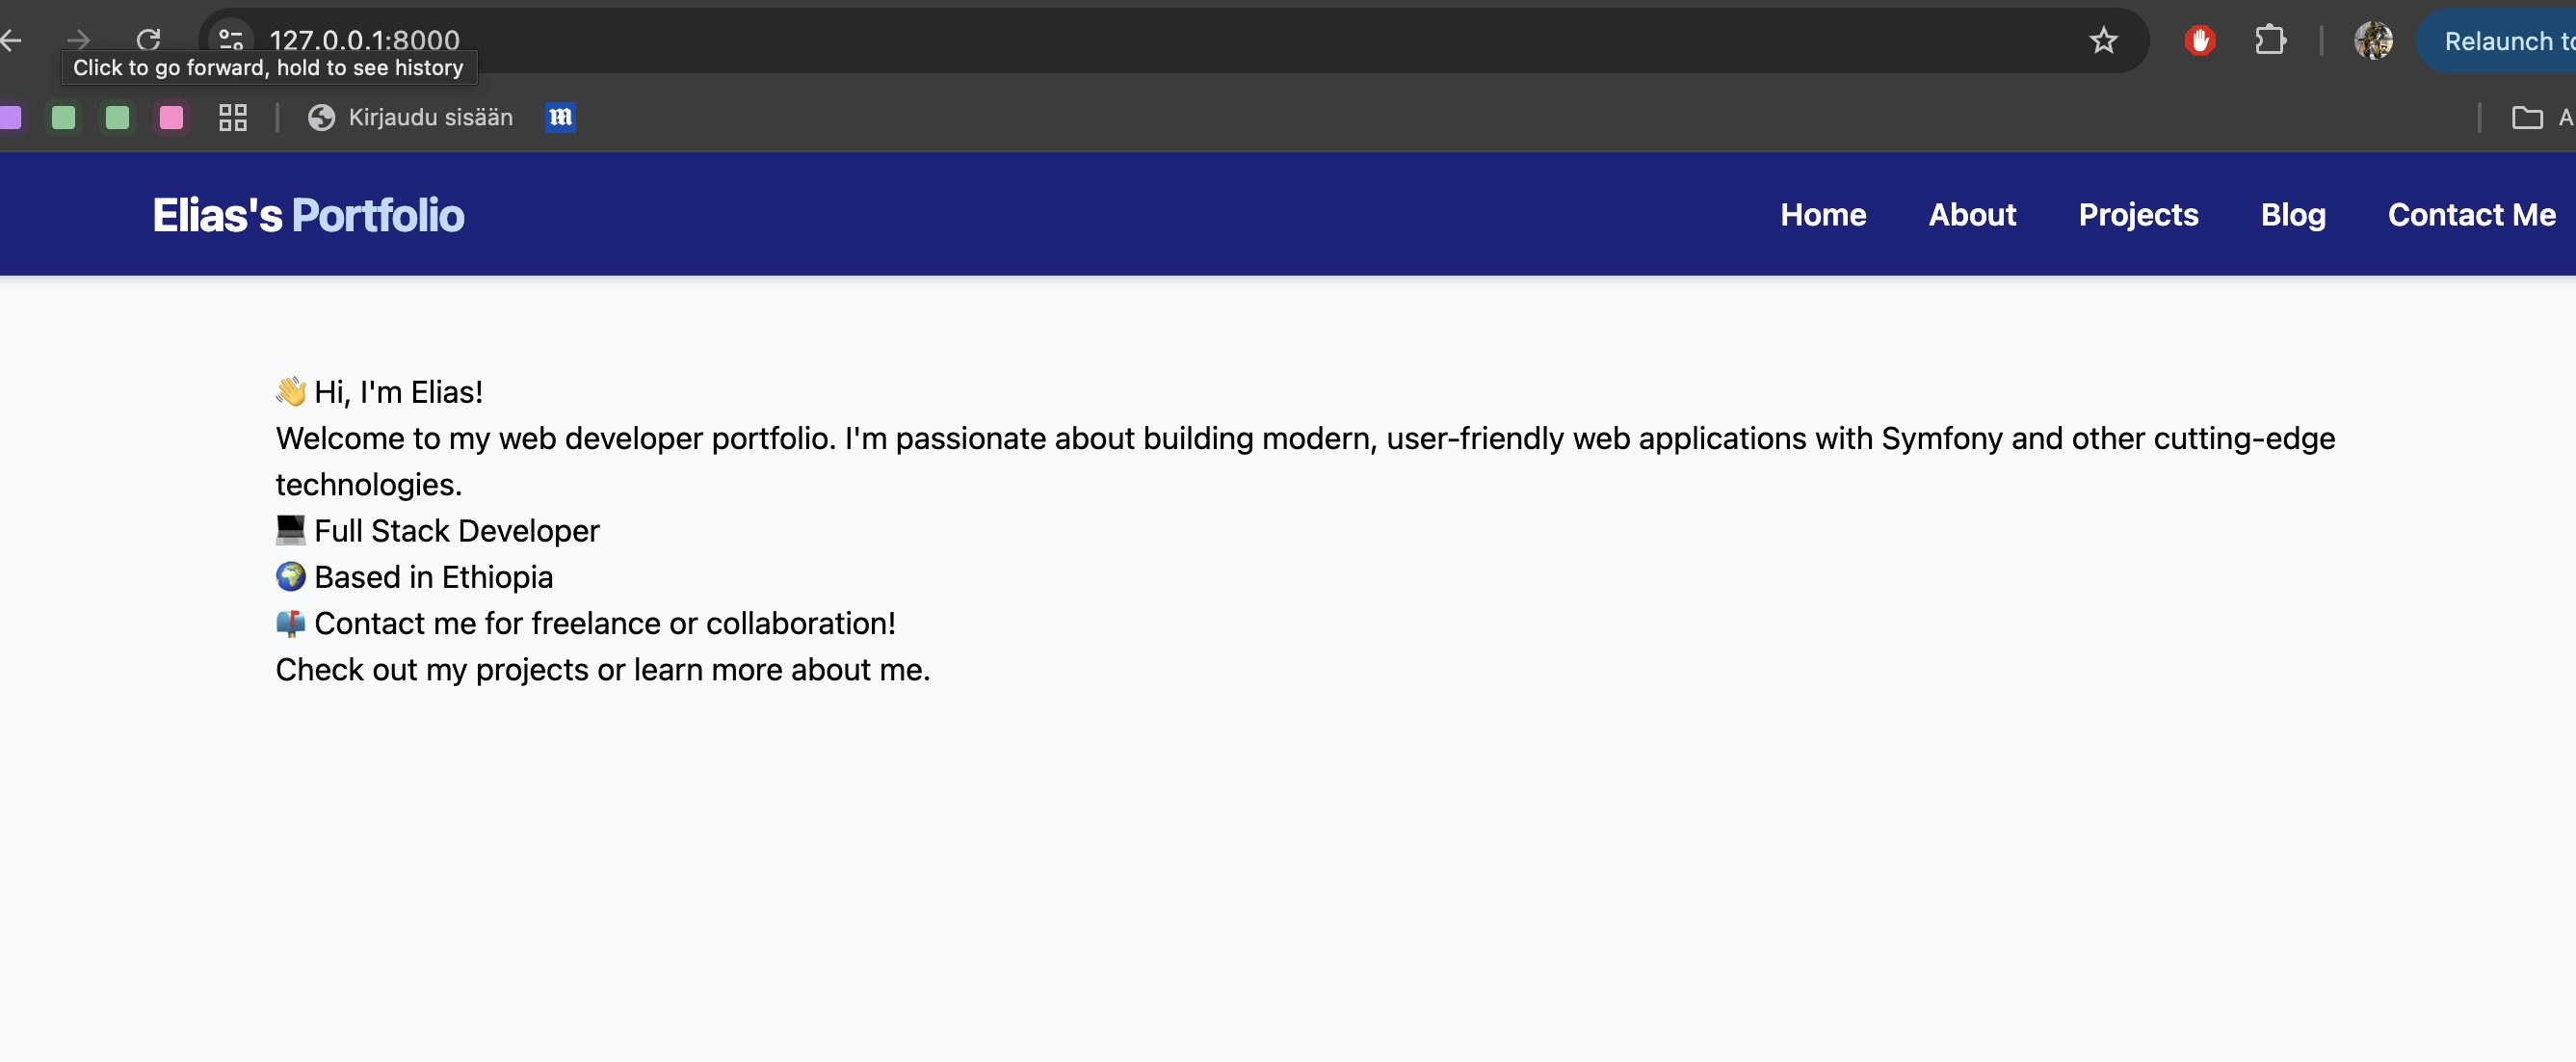 127.0.0.1:8000
Relaunch to
Click to go forward, hold to see history
Kirjaudu sisään
m
A
Elias's Portfolio
Home About Projects Blog Contact Me
👋 Hi, I'm Elias!
Welcome to my web developer portfolio. I'm passionate about building modern, user-friendly web applications with Symfony and other cutting-edge
technologies.
💻 Full Stack Developer
🌍 Based in Ethiopia
📫 Contact me for freelance or collaboration!
Check out my projects or learn more about me.